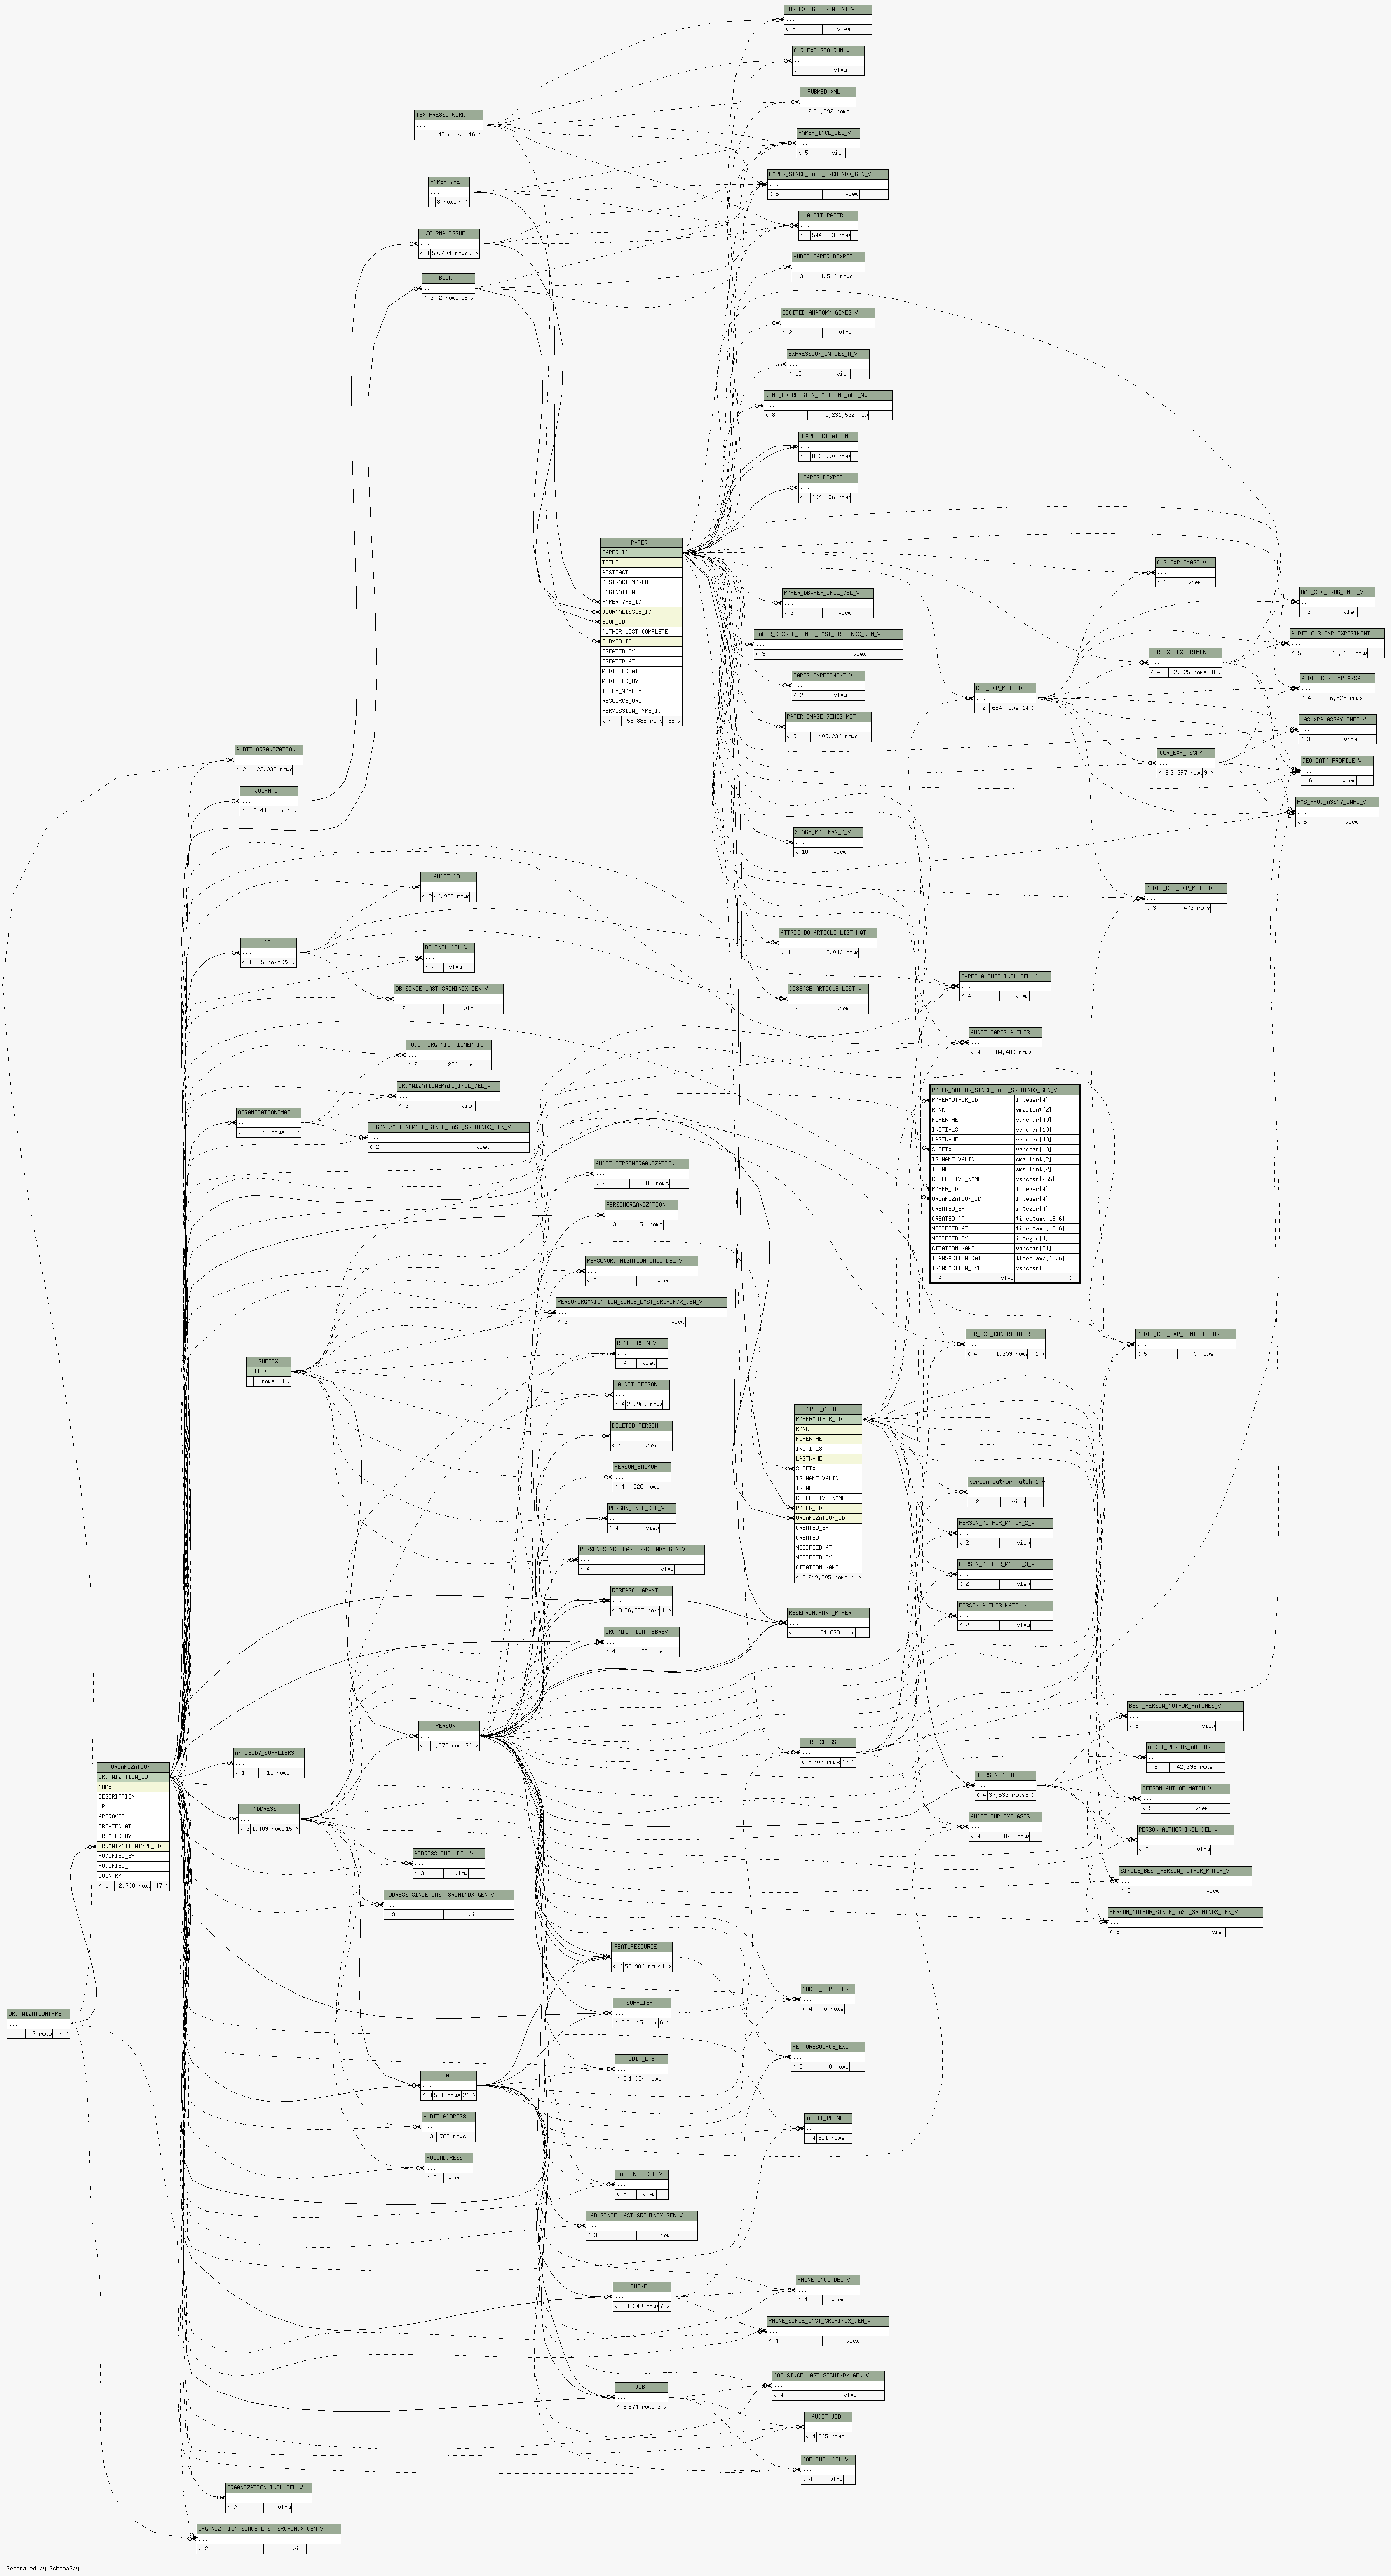 CUR_EXP_GEO_RUN_CNT_V
...
< 5 view
CUR_EXP_GEO_RUN_V
...
< 5 view
PUBMED_XML
...
< 2 31,892 rows
TEXTPRESSO_WORK
...
48 rows 16 >
PAPER_INCL_DEL_V
...
< 5 view
PAPERTYPE
...
3 rows 4 >
PAPER_SINCE_LAST_SRCHINDX_GEN_V
...
< 5 view
AUDIT_PAPER
...
< 5 544,653 rows
JOURNALISSUE
...
< 1 57,474 rows 7 >
AUDIT_PAPER_DBXREF
...
< 3 4,516 rows
BOOK
...
< 2 42 rows 15 >
COCITED_ANATOMY_GENES_V
...
< 2 view
EXPRESSION_IMAGES_A_V
...
< 12 view
GENE_EXPRESSION_PATTERNS_ALL_MQT
...
< 8 1,231,522 row
PAPER_CITATION
...
< 3 820,990 rows
PAPER_DBXREF
...
< 3 104,806 rows
PAPER
PAPER_ID
TITLE
ABSTRACT
ABSTRACT_MARKUP
PAGINATION
PAPERTYPE_ID
JOURNALISSUE_ID
BOOK_ID
AUTHOR_LIST_COMPLETE
PUBMED_ID
CREATED_BY
CREATED_AT
MODIFIED_AT
MODIFIED_BY
TITLE_MARKUP
RESOURCE_URL
PERMISSION_TYPE_ID
< 4 53,335 rows 38 >
CUR_EXP_IMAGE_V
...
< 6 view
PAPER_DBXREF_INCL_DEL_V
...
< 3 view
HAS_XPX_FROG_INFO_V
...
< 3 view
PAPER_DBXREF_SINCE_LAST_SRCHINDX_GEN_V
...
< 3 view
AUDIT_CUR_EXP_EXPERIMENT
...
< 5 11,758 rows
CUR_EXP_EXPERIMENT
...
< 4 2,125 rows 8 >
PAPER_EXPERIMENT_V
...
< 2 view
CUR_EXP_METHOD
...
< 2 684 rows 14 >
AUDIT_CUR_EXP_ASSAY
...
< 4 6,523 rows
PAPER_IMAGE_GENES_MQT
...
< 9 409,236 rows
HAS_XPA_ASSAY_INFO_V
...
< 3 view
AUDIT_ORGANIZATION
...
< 2 23,035 rows
CUR_EXP_ASSAY
...
< 3 2,297 rows 9 >
GEO_DATA_PROFILE_V
...
< 6 view
JOURNAL
...
< 1 2,444 rows 1 >
HAS_FROG_ASSAY_INFO_V
...
< 6 view
STAGE_PATTERN_A_V
...
< 10 view
AUDIT_DB
...
< 2 46,989 rows
AUDIT_CUR_EXP_METHOD
...
< 3 473 rows
DB
...
< 1 395 rows 22 >
ATTRIB_DO_ARTICLE_LIST_MQT
...
< 4 8,040 rows
DB_INCL_DEL_V
...
< 2 view
PAPER_AUTHOR_INCL_DEL_V
...
< 4 view
DB_SINCE_LAST_SRCHINDX_GEN_V
...
< 2 view
DISEASE_ARTICLE_LIST_V
...
< 4 view
AUDIT_ORGANIZATIONEMAIL
...
< 2 226 rows
AUDIT_PAPER_AUTHOR
...
< 4 584,480 rows
ORGANIZATIONEMAIL_INCL_DEL_V
...
< 2 view
ORGANIZATIONEMAIL
...
< 1 73 rows 3 >
ORGANIZATIONEMAIL_SINCE_LAST_SRCHINDX_GEN_V
...
< 2 view
PAPER_AUTHOR_SINCE_LAST_SRCHINDX_GEN_V
PAPERAUTHOR_ID integer[4]
RANK smallint[2]
FORENAME varchar[40]
INITIALS varchar[10]
LASTNAME varchar[40]
SUFFIX varchar[10]
IS_NAME_VALID smallint[2]
IS_NOT smallint[2]
COLLECTIVE_NAME varchar[255]
PAPER_ID integer[4]
ORGANIZATION_ID integer[4]
CREATED_BY integer[4]
CREATED_AT timestamp[16,6]
MODIFIED_AT timestamp[16,6]
MODIFIED_BY integer[4]
CITATION_NAME varchar[51]
TRANSACTION_DATE timestamp[16,6]
TRANSACTION_TYPE varchar[1]
< 4 view 0 >
AUDIT_PERSONORGANIZATION
...
< 2 288 rows
PERSONORGANIZATION
...
< 3 51 rows
PERSONORGANIZATION_INCL_DEL_V
...
< 2 view
PERSONORGANIZATION_SINCE_LAST_SRCHINDX_GEN_V
...
< 2 view
REALPERSON_V
...
< 4 view
CUR_EXP_CONTRIBUTOR
...
< 4 1,309 rows 1 >
AUDIT_CUR_EXP_CONTRIBUTOR
...
< 5 0 rows
SUFFIX
SUFFIX
3 rows 13 >
AUDIT_PERSON
...
< 4 22,969 rows
DELETED_PERSON
...
< 4 view
PERSON_BACKUP
...
< 4 828 rows
PERSON_INCL_DEL_V
...
< 4 view
PERSON_SINCE_LAST_SRCHINDX_GEN_V
...
< 4 view
PAPER_AUTHOR
PAPERAUTHOR_ID
RANK
FORENAME
INITIALS
LASTNAME
SUFFIX
IS_NAME_VALID
IS_NOT
COLLECTIVE_NAME
PAPER_ID
ORGANIZATION_ID
CREATED_BY
CREATED_AT
MODIFIED_AT
MODIFIED_BY
CITATION_NAME
< 3 249,205 rows 14 >
person_author_match_1_v
...
< 2 view
PERSON_AUTHOR_MATCH_2_V
...
< 2 view
PERSON_AUTHOR_MATCH_3_V
...
< 2 view
PERSON_AUTHOR_MATCH_4_V
...
< 2 view
RESEARCH_GRANT
...
< 3 26,257 rows 1 >
RESEARCHGRANT_PAPER
...
< 4 51,873 rows
ORGANIZATION_ABBREV
...
< 4 123 rows
BEST_PERSON_AUTHOR_MATCHES_V
...
< 5 view
PERSON
...
< 4 1,873 rows 70 >
CUR_EXP_GSES
...
< 3 302 rows 17 >
AUDIT_PERSON_AUTHOR
...
< 5 42,398 rows
ANTIBODY_SUPPLIERS
...
< 1 11 rows
ORGANIZATION
ORGANIZATION_ID
NAME
DESCRIPTION
URL
APPROVED
CREATED_AT
CREATED_BY
ORGANIZATIONTYPE_ID
MODIFIED_BY
MODIFIED_AT
COUNTRY
< 1 2,700 rows 47 >
PERSON_AUTHOR
...
< 4 37,532 rows 8 >
PERSON_AUTHOR_MATCH_V
...
< 5 view
ADDRESS
...
< 2 1,409 rows 15 >
AUDIT_CUR_EXP_GSES
...
< 4 1,825 rows
PERSON_AUTHOR_INCL_DEL_V
...
< 5 view
ADDRESS_INCL_DEL_V
...
< 3 view
SINGLE_BEST_PERSON_AUTHOR_MATCH_V
...
< 5 view
ADDRESS_SINCE_LAST_SRCHINDX_GEN_V
...
< 3 view
PERSON_AUTHOR_SINCE_LAST_SRCHINDX_GEN_V
...
< 5 view
FEATURESOURCE
...
< 6 55,906 rows 1 >
AUDIT_SUPPLIER
...
< 4 0 rows
SUPPLIER
...
< 3 5,115 rows 6 >
ORGANIZATIONTYPE
...
7 rows 4 >
FEATURESOURCE_EXC
...
< 5 0 rows
AUDIT_LAB
...
< 3 1,084 rows
LAB
...
< 3 581 rows 21 >
AUDIT_ADDRESS
...
< 3 782 rows
AUDIT_PHONE
...
< 4 311 rows
FULLADDRESS
...
< 3 view
LAB_INCL_DEL_V
...
< 3 view
LAB_SINCE_LAST_SRCHINDX_GEN_V
...
< 3 view
PHONE_INCL_DEL_V
...
< 4 view
PHONE
...
< 3 1,249 rows 7 >
PHONE_SINCE_LAST_SRCHINDX_GEN_V
...
< 4 view
JOB_SINCE_LAST_SRCHINDX_GEN_V
...
< 4 view
JOB
...
< 5 674 rows 3 >
AUDIT_JOB
...
< 4 365 rows
JOB_INCL_DEL_V
...
< 4 view
ORGANIZATION_INCL_DEL_V
...
< 2 view
ORGANIZATION_SINCE_LAST_SRCHINDX_GEN_V
...
< 2 view
Generated by SchemaSpy